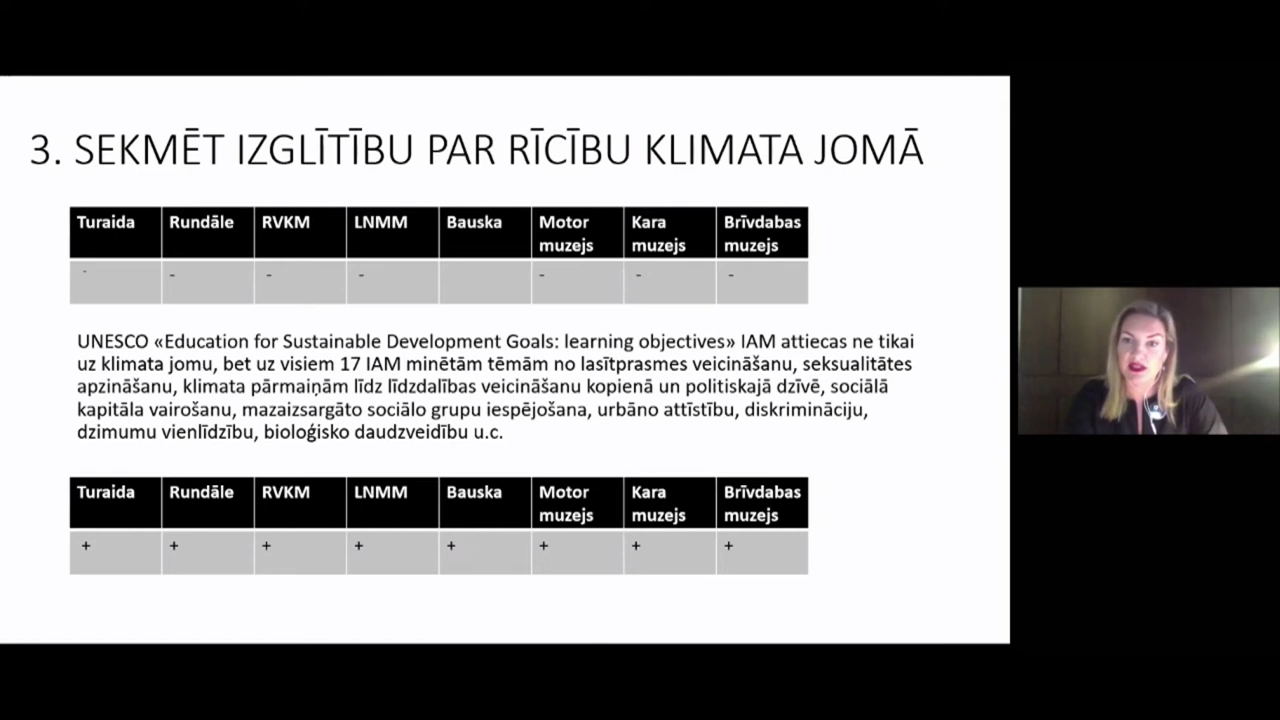 3. SEKMĒT IZGLĪTĪBU PAR RĪCĪBU KLIMATA JOMĀ
Turaida Rundāle RVKM LNMM Bauska Motor muzejs Kara muzejs Brīvdabas muzejs
- - - - - - -
UNESCO «Education for Sustainable Development Goals: learning objectives» IAM attiecas ne tikai
uz klimata jomu, bet uz visiem 17 IAM minētām tēmām no lasītprasmes veicināšanu, seksualitātes
apzināšanu, klimata pārmaiņām līdz līdzdalības veicināšanu kopienā un politiskajā dzīvē, sociālā
kapitāla vairošanu, mazaizsargāto sociālo grupu iespējošana, urbāno attīstību, diskrimināciju,
dzimumu vienlīdzību, bioloģisko daudzveidību u.c.
Turaida Rundāle RVKM LNMM Bauska Motor muzejs Kara muzejs Brīvdabas muzejs
+ + + + + + + +